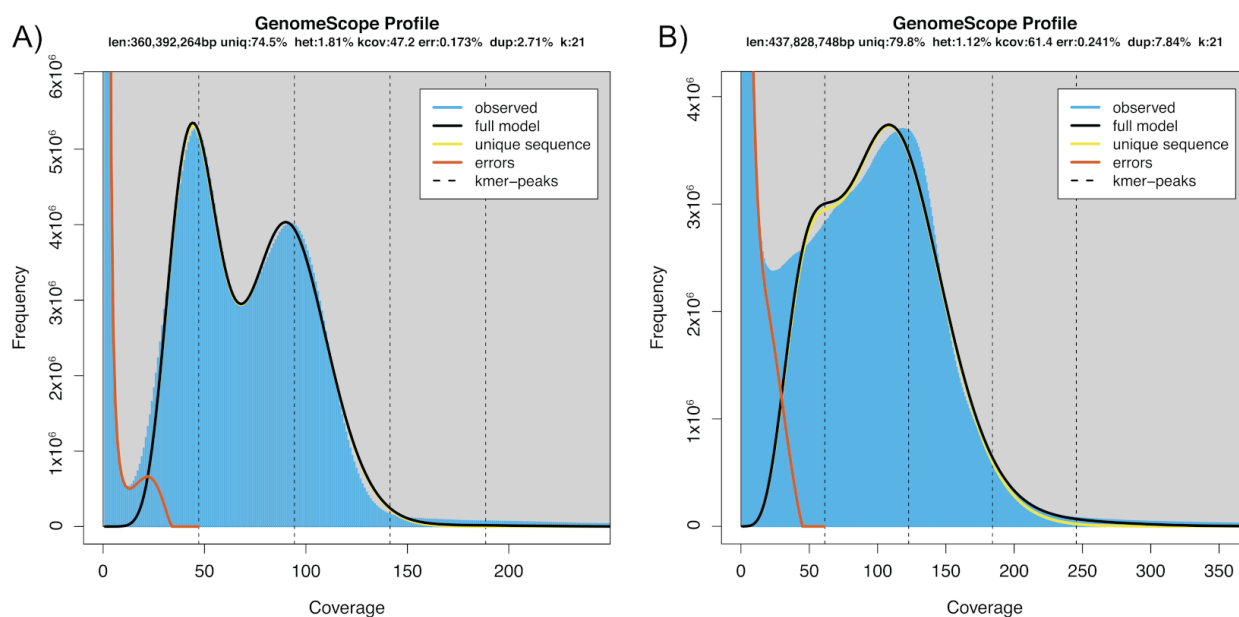 A)
GenomeScope Profile
len:360,392,264bp uniq:74.5% het:1.81% kcov:47.2 err:0.173% dup:2.71% k:21
Frequency
6x10⁶
5x10⁶
4x10⁶
3x10⁶
2x10⁶
1x10⁶
0
observed
full model
unique sequence
errors
kmer-peaks
0 50 100 150 200
Coverage
B)
GenomeScope Profile
len:437,828,748bp uniq:79.8% het:1.12% kcov:61.4 err:0.241% dup:7.84% k:21
Frequency
4x10⁶
3x10⁶
2x10⁶
1x10⁶
0
observed
full model
unique sequence
errors
kmer-peaks
0 50 100 150 200 250 300 350
Coverage